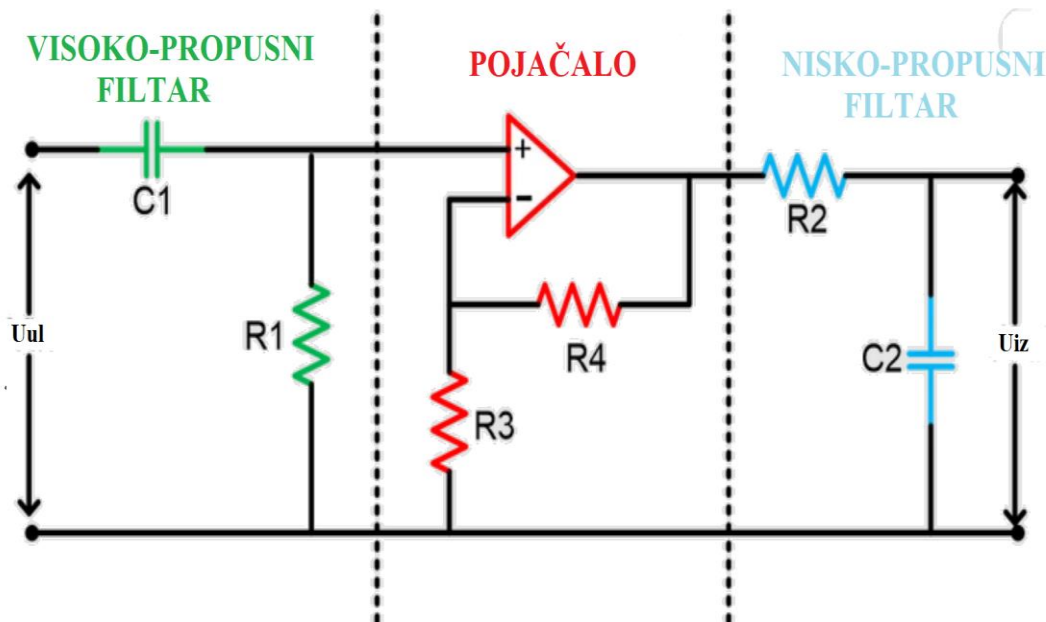 VISOKO-PROPUSNI
FILTAR
POJAČALO
NISKO-PROPUSNI
FILTAR
C1
+
-
R2
Uul
R1
R4
C2
Uiz
R3